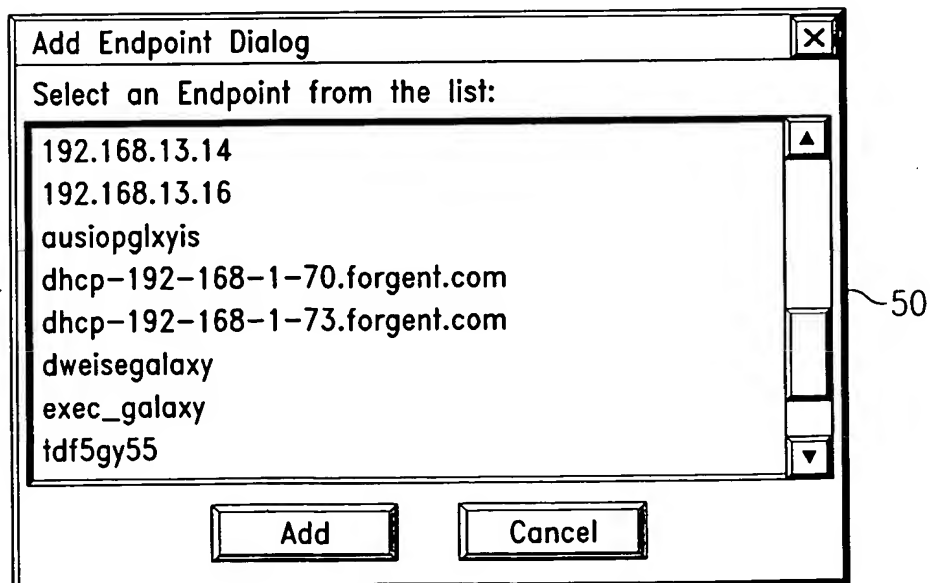 Add Endpoint Dialog
Select an Endpoint from the list:
192.168.13.14
192.168.13.16
ausiopglxyis
dhcp-192-168-1-70.forgent.com
dhcp-192-168-1-73.forgent.com
dweisegalaxy
exec_galaxy
tdf5gy55
50
Add Cancel